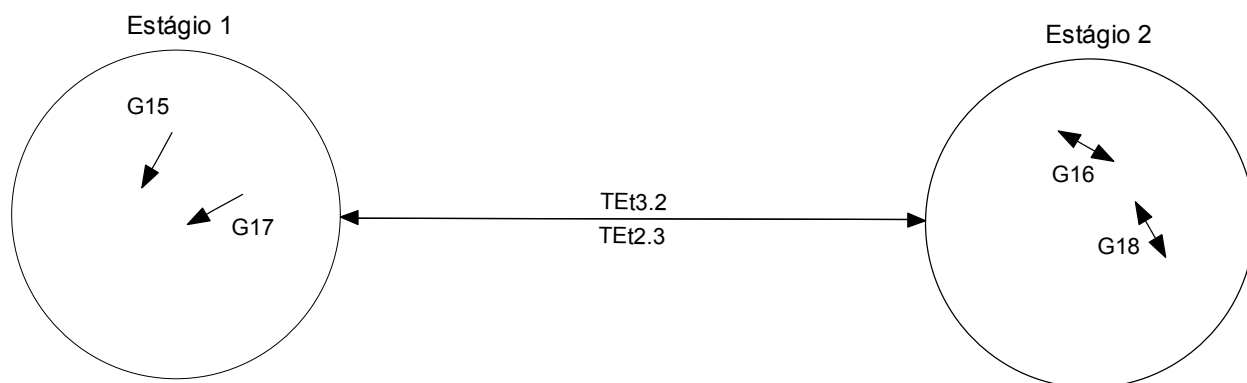 Estágio 1
G15
G17
TEt3.2
TEt2.3
Estágio 2
G16
G18